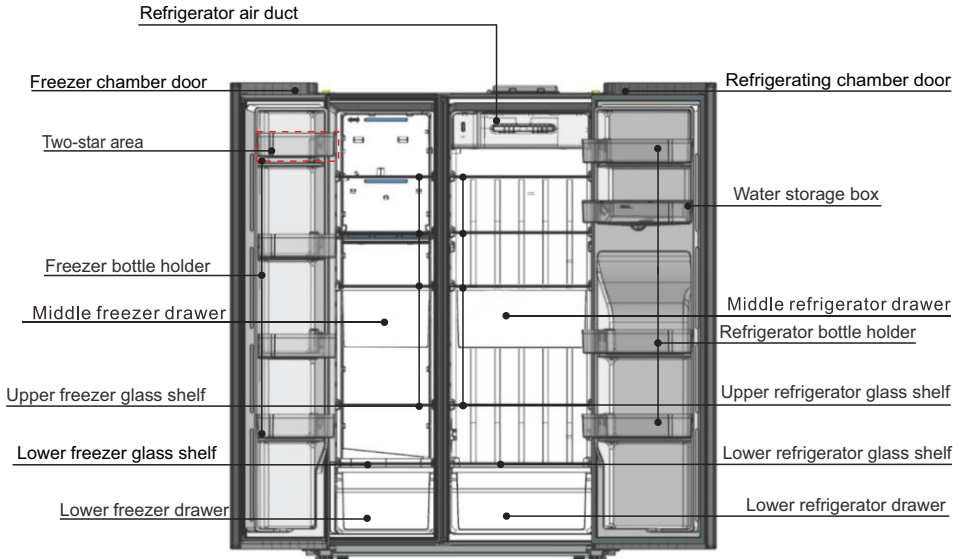 Refrigerator air duct
Freezer chamber door
Refrigerating chamber door
Two-star area
Water storage box
Freezer bottle holder
Middle freezer drawer
Middle refrigerator drawer
Refrigerator bottle holder
Upper freezer glass shelf
Upper refrigerator glass shelf
Lower freezer glass shelf
Lower refrigerator glass shelf
Lower freezer drawer
Lower refrigerator drawer